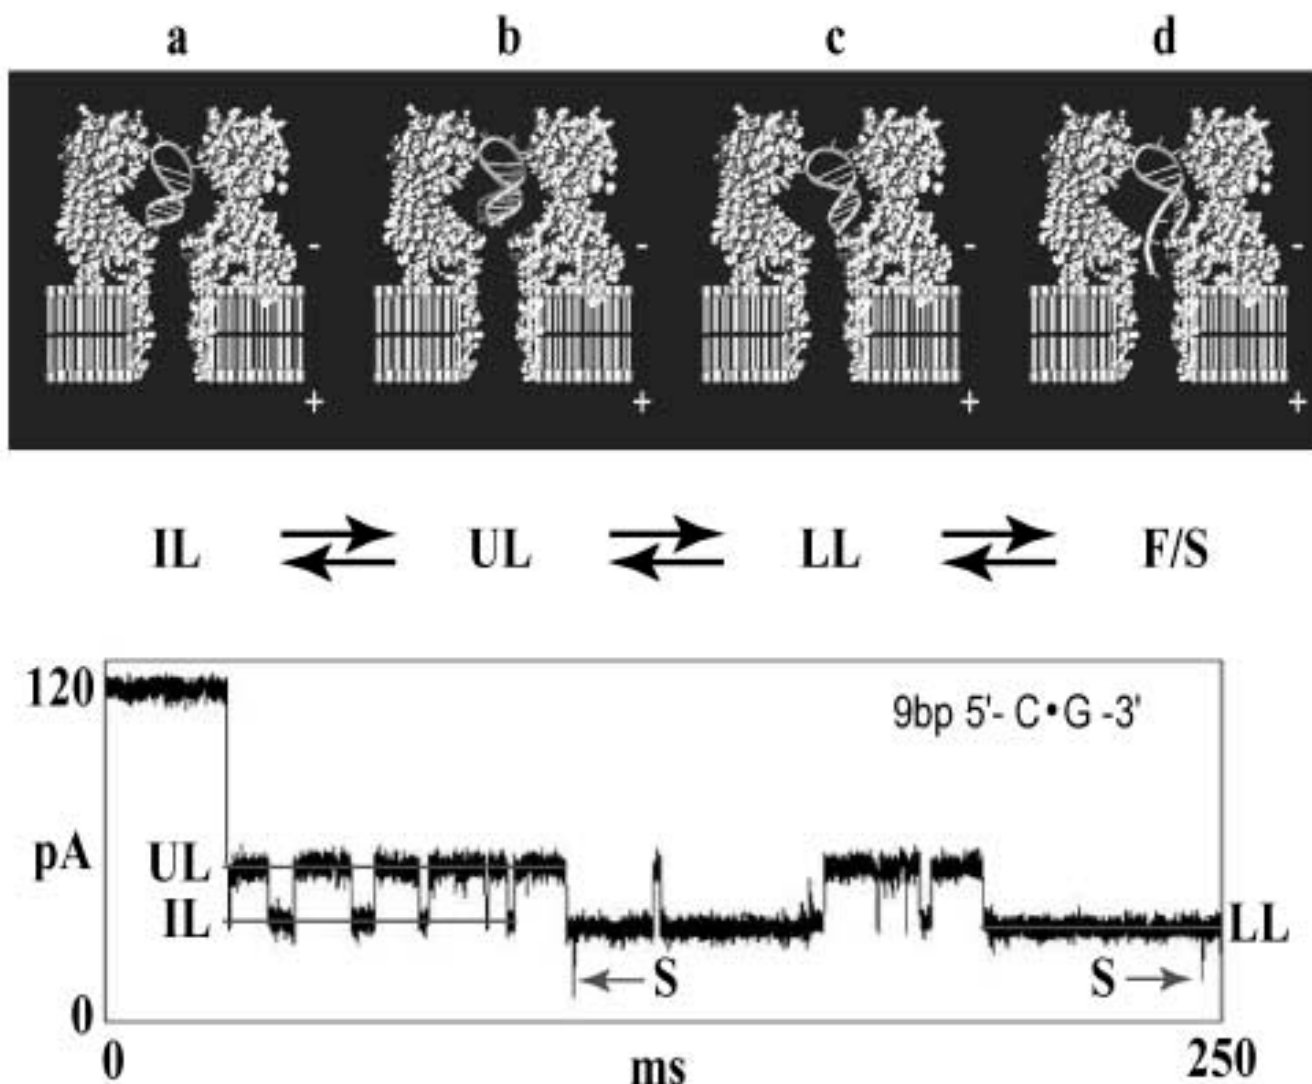 a b c d
- - - -
+ + + +
IL UL LL F/S
120
9bp 5'- C•G -3'
pA UL
IL LL
S S
0
0 ms 250